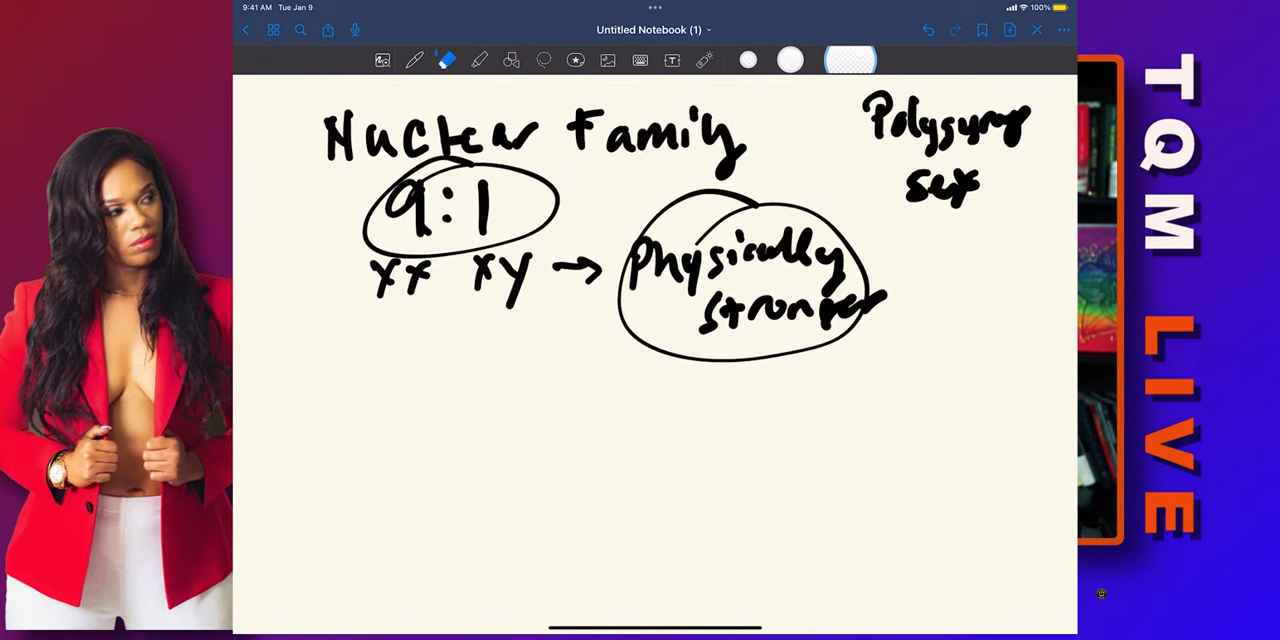 9:41 AM Tue Jan 9
100%
Untitled Notebook (1)
Nuclear Family
9:1
xx xy → Physically
stronger
Polygyny
sex
TQM LIVE